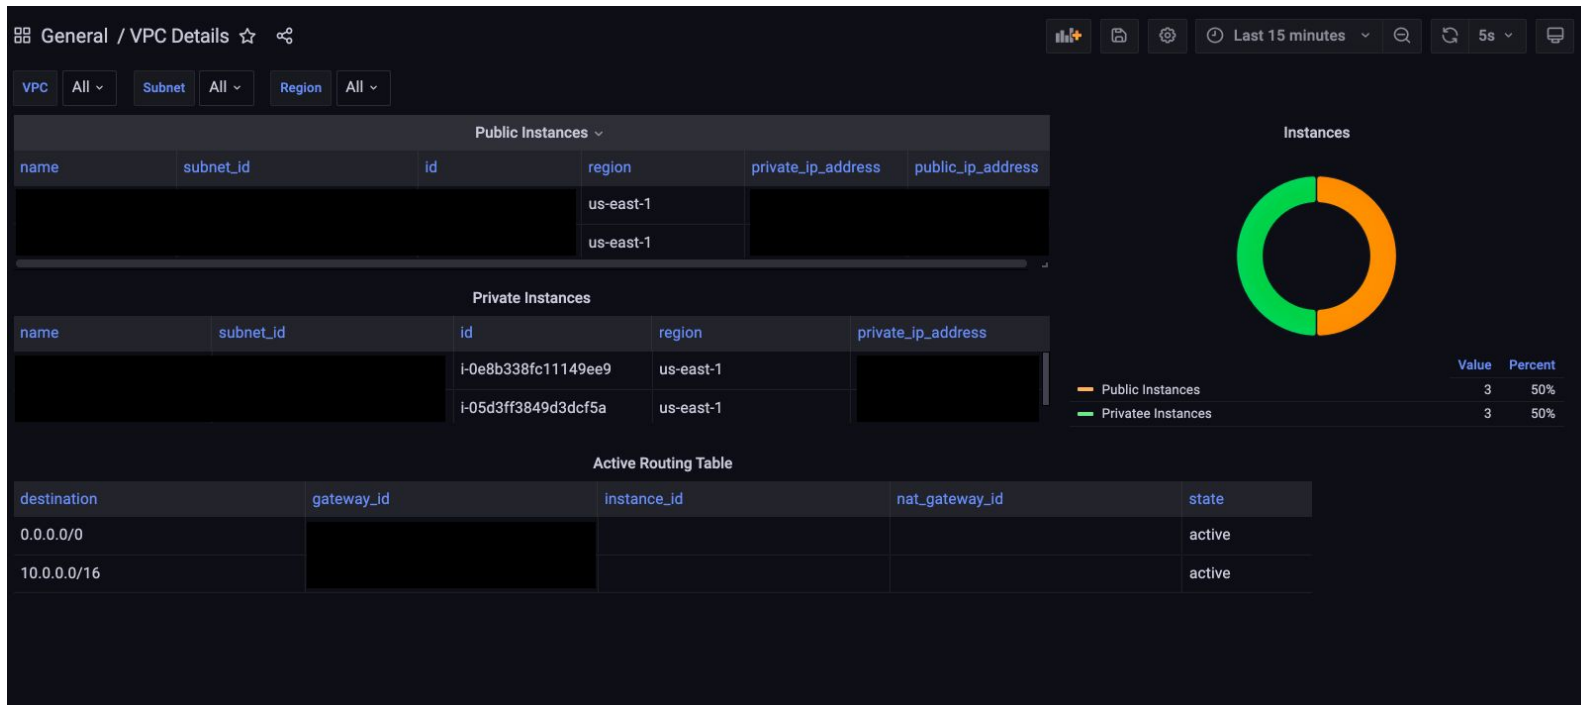 General / VPC Details
Last 15 minutes
5s
VPC All Subnet All Region All
Public Instances
name subnet_id id region private_ip_address public_ip_address
us-east-1
us-east-1
Private Instances
name subnet_id id region private_ip_address
i-0e8b338fc11149ee9 us-east-1
i-05d3ff3849d3dcf5a us-east-1
Instances
Value Percent
Public Instances 3 50%
Privatee Instances 3 50%
Active Routing Table
destination gateway_id instance_id nat_gateway_id state
0.0.0.0/0 active
10.0.0.0/16 active